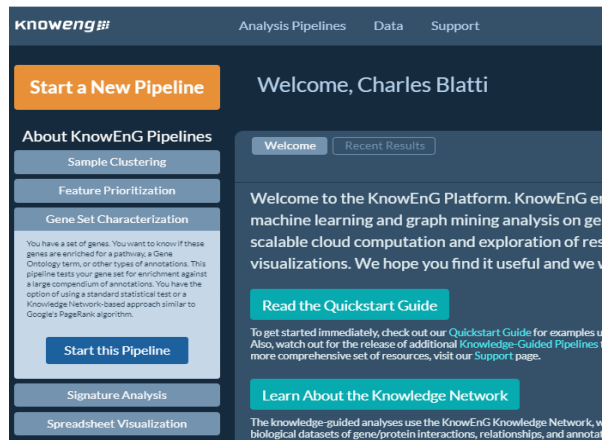 KnowEnG
Analysis Pipelines Data Support
Start a New Pipeline
Welcome, Charles Blatti
About KnowEnG Pipelines
Sample Clustering
Feature Prioritization
Gene Set Characterization
You have a set of genes. You want to know if these
genes are enriched for a pathway, a Gene
Ontology term, or other types of annotations. This
pipeline tests your gene set for enrichment against
a large compendium of annotations. You have the
option of using a standard statistical test or a
Knowledge Network-based approach similar to
Google's PageRank algorithm.
Start this Pipeline
Signature Analysis
Spreadsheet Visualization
Welcome Recent Results
Welcome to the KnowEnG Platform. KnowEnG
machine learning and graph mining analysis on
scalable cloud computation and exploration of
visualizations. We hope you find it useful and we
Read the Quickstart Guide
To get started immediately, check out our Quickstart Guide for examples
Also, watch out for the release of additional Knowledge-Guided Pipelines
more comprehensive set of resources, visit our Support page.
Learn About the Knowledge Network
The knowledge-guided analyses use the KnowEnG Knowledge Network,
biological datasets of gene/protein interactions, relationships, and